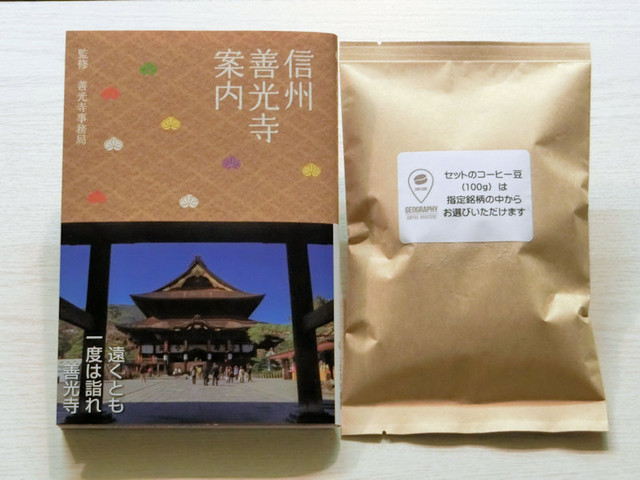 信州
善光寺
案内
監修 善光寺事務局
遠くとも
一度は詣れ
善光寺
セットのコーヒー豆
(100g) は
指定銘柄の中から
お選びいただけます
GEOGRAPHY
COFFEE ROASTERS